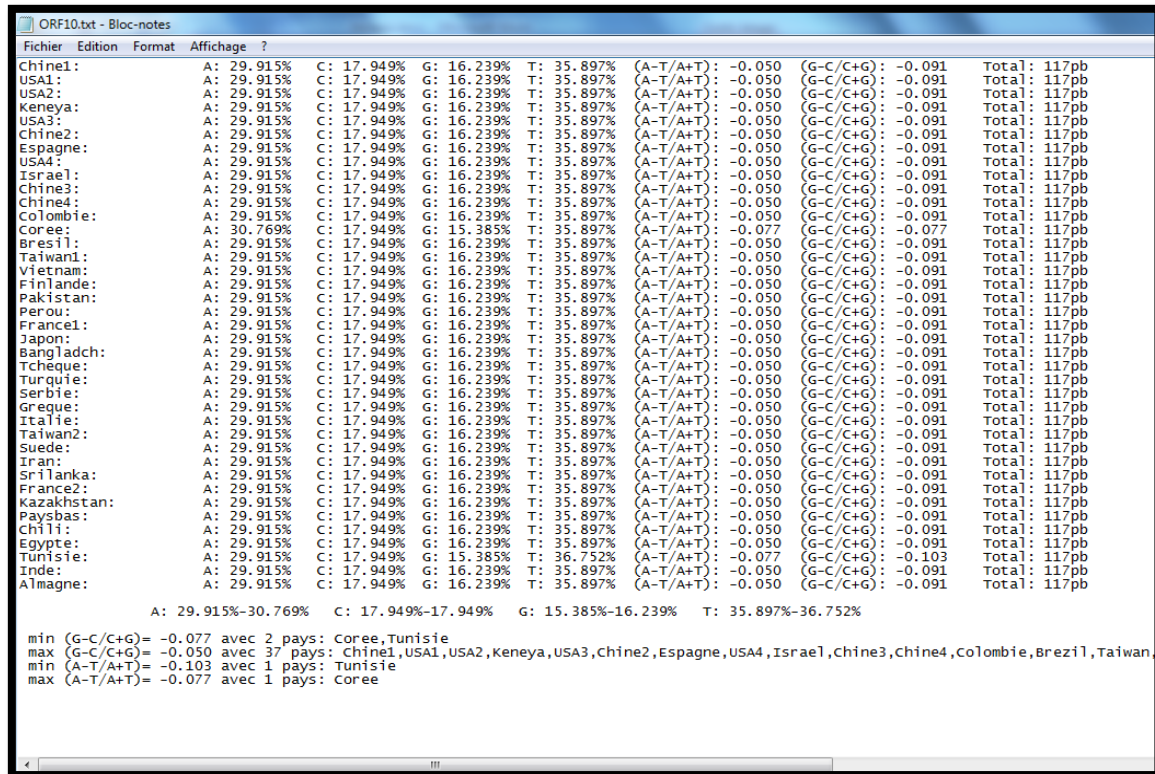 ORF10.txt - Bloc-notes
Fichier Edition Format Affichage ?
Chine1: A: 29.915% C: 17.949% G: 16.239% T: 35.897% (A-T/A+T): -0.050 (G-C/C+G): -0.091 Total: 117pb
USA1: A: 29.915% C: 17.949% G: 16.239% T: 35.897% (A-T/A+T): -0.050 (G-C/C+G): -0.091 Total: 117pb
USA2: A: 29.915% C: 17.949% G: 16.239% T: 35.897% (A-T/A+T): -0.050 (G-C/C+G): -0.091 Total: 117pb
Keneya: A: 29.915% C: 17.949% G: 16.239% T: 35.897% (A-T/A+T): -0.050 (G-C/C+G): -0.091 Total: 117pb
USA3: A: 29.915% C: 17.949% G: 16.239% T: 35.897% (A-T/A+T): -0.050 (G-C/C+G): -0.091 Total: 117pb
Chine2: A: 29.915% C: 17.949% G: 16.239% T: 35.897% (A-T/A+T): -0.050 (G-C/C+G): -0.091 Total: 117pb
Espagne: A: 29.915% C: 17.949% G: 16.239% T: 35.897% (A-T/A+T): -0.050 (G-C/C+G): -0.091 Total: 117pb
USA4: A: 29.915% C: 17.949% G: 16.239% T: 35.897% (A-T/A+T): -0.050 (G-C/C+G): -0.091 Total: 117pb
Israel: A: 29.915% C: 17.949% G: 16.239% T: 35.897% (A-T/A+T): -0.050 (G-C/C+G): -0.091 Total: 117pb
Chine3: A: 29.915% C: 17.949% G: 16.239% T: 35.897% (A-T/A+T): -0.050 (G-C/C+G): -0.091 Total: 117pb
Chine4: A: 29.915% C: 17.949% G: 16.239% T: 35.897% (A-T/A+T): -0.050 (G-C/C+G): -0.091 Total: 117pb
Colombie: A: 29.915% C: 17.949% G: 16.239% T: 35.897% (A-T/A+T): -0.050 (G-C/C+G): -0.091 Total: 117pb
Coree: A: 30.769% C: 17.949% G: 15.385% T: 35.897% (A-T/A+T): -0.077 (G-C/C+G): -0.077 Total: 117pb
Bresil: A: 29.915% C: 17.949% G: 16.239% T: 35.897% (A-T/A+T): -0.050 (G-C/C+G): -0.091 Total: 117pb
Taiwan1: A: 29.915% C: 17.949% G: 16.239% T: 35.897% (A-T/A+T): -0.050 (G-C/C+G): -0.091 Total: 117pb
Vietnam: A: 29.915% C: 17.949% G: 16.239% T: 35.897% (A-T/A+T): -0.050 (G-C/C+G): -0.091 Total: 117pb
Finlande: A: 29.915% C: 17.949% G: 16.239% T: 35.897% (A-T/A+T): -0.050 (G-C/C+G): -0.091 Total: 117pb
Pakistan: A: 29.915% C: 17.949% G: 16.239% T: 35.897% (A-T/A+T): -0.050 (G-C/C+G): -0.091 Total: 117pb
Perou: A: 29.915% C: 17.949% G: 16.239% T: 35.897% (A-T/A+T): -0.050 (G-C/C+G): -0.091 Total: 117pb
France1: A: 29.915% C: 17.949% G: 16.239% T: 35.897% (A-T/A+T): -0.050 (G-C/C+G): -0.091 Total: 117pb
Japon: A: 29.915% C: 17.949% G: 16.239% T: 35.897% (A-T/A+T): -0.050 (G-C/C+G): -0.091 Total: 117pb
Bangladch: A: 29.915% C: 17.949% G: 16.239% T: 35.897% (A-T/A+T): -0.050 (G-C/C+G): -0.091 Total: 117pb
Tcheque: A: 29.915% C: 17.949% G: 16.239% T: 35.897% (A-T/A+T): -0.050 (G-C/C+G): -0.091 Total: 117pb
Turquie: A: 29.915% C: 17.949% G: 16.239% T: 35.897% (A-T/A+T): -0.050 (G-C/C+G): -0.091 Total: 117pb
Serbie: A: 29.915% C: 17.949% G: 16.239% T: 35.897% (A-T/A+T): -0.050 (G-C/C+G): -0.091 Total: 117pb
Greque: A: 29.915% C: 17.949% G: 16.239% T: 35.897% (A-T/A+T): -0.050 (G-C/C+G): -0.091 Total: 117pb
Italie: A: 29.915% C: 17.949% G: 16.239% T: 35.897% (A-T/A+T): -0.050 (G-C/C+G): -0.091 Total: 117pb
Taiwan2: A: 29.915% C: 17.949% G: 16.239% T: 35.897% (A-T/A+T): -0.050 (G-C/C+G): -0.091 Total: 117pb
Suede: A: 29.915% C: 17.949% G: 16.239% T: 35.897% (A-T/A+T): -0.050 (G-C/C+G): -0.091 Total: 117pb
Iran: A: 29.915% C: 17.949% G: 16.239% T: 35.897% (A-T/A+T): -0.050 (G-C/C+G): -0.091 Total: 117pb
Srilanka: A: 29.915% C: 17.949% G: 16.239% T: 35.897% (A-T/A+T): -0.050 (G-C/C+G): -0.091 Total: 117pb
France2: A: 29.915% C: 17.949% G: 16.239% T: 35.897% (A-T/A+T): -0.050 (G-C/C+G): -0.091 Total: 117pb
Kazakhstan: A: 29.915% C: 17.949% G: 16.239% T: 35.897% (A-T/A+T): -0.050 (G-C/C+G): -0.091 Total: 117pb
Paysbas: A: 29.915% C: 17.949% G: 16.239% T: 35.897% (A-T/A+T): -0.050 (G-C/C+G): -0.091 Total: 117pb
Chili: A: 29.915% C: 17.949% G: 16.239% T: 35.897% (A-T/A+T): -0.050 (G-C/C+G): -0.091 Total: 117pb
Egypte: A: 29.915% C: 17.949% G: 16.239% T: 35.897% (A-T/A+T): -0.050 (G-C/C+G): -0.091 Total: 117pb
Tunisie: A: 29.915% C: 17.949% G: 15.385% T: 36.752% (A-T/A+T): -0.077 (G-C/C+G): -0.103 Total: 117pb
Inde: A: 29.915% C: 17.949% G: 16.239% T: 35.897% (A-T/A+T): -0.050 (G-C/C+G): -0.091 Total: 117pb
Almagne: A: 29.915% C: 17.949% G: 16.239% T: 35.897% (A-T/A+T): -0.050 (G-C/C+G): -0.091 Total: 117pb
A: 29.915%-30.769% C: 17.949%-17.949% G: 15.385%-16.239% T: 35.897%-36.752%
min (G-C/C+G)= -0.077 avec 2 pays: Coree,Tunisie
max (G-C/C+G)= -0.050 avec 37 pays: Chine1,USA1,USA2,Keneya,USA3,Chine2,Espagne,USA4,Israel,Chine3,Chine4,Colombie,Brezil,Taiwan,
min (A-T/A+T)= -0.103 avec 1 pays: Tunisie
max (A-T/A+T)= -0.077 avec 1 pays: Coree